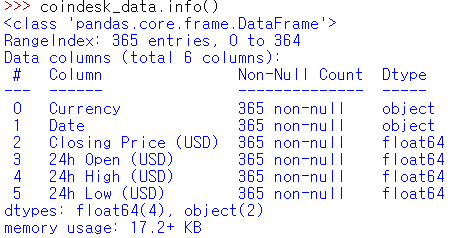 >>> coindesk_data.info()
<class 'pandas.core.frame.DataFrame'>
RangeIndex: 365 entries, 0 to 364
Data columns (total 6 columns):
 #   Column               Non-Null Count  Dtype
---  ------               --------------  -----
 0   Currency             365 non-null    object
 1   Date                 365 non-null    object
 2   Closing Price (USD)  365 non-null    float64
 3   24h Open (USD)       365 non-null    float64
 4   24h High (USD)       365 non-null    float64
 5   24h Low (USD)        365 non-null    float64
dtypes: float64(4), object(2)
memory usage: 17.2+ KB